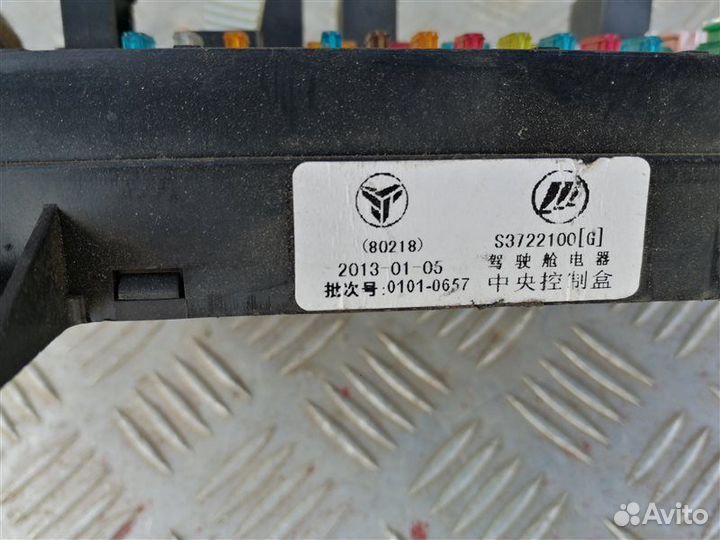 (80218)
2013-01-05
批次号:0101-0657
S3722100[G]
驾驶舱电器
中央控制盒
Avito